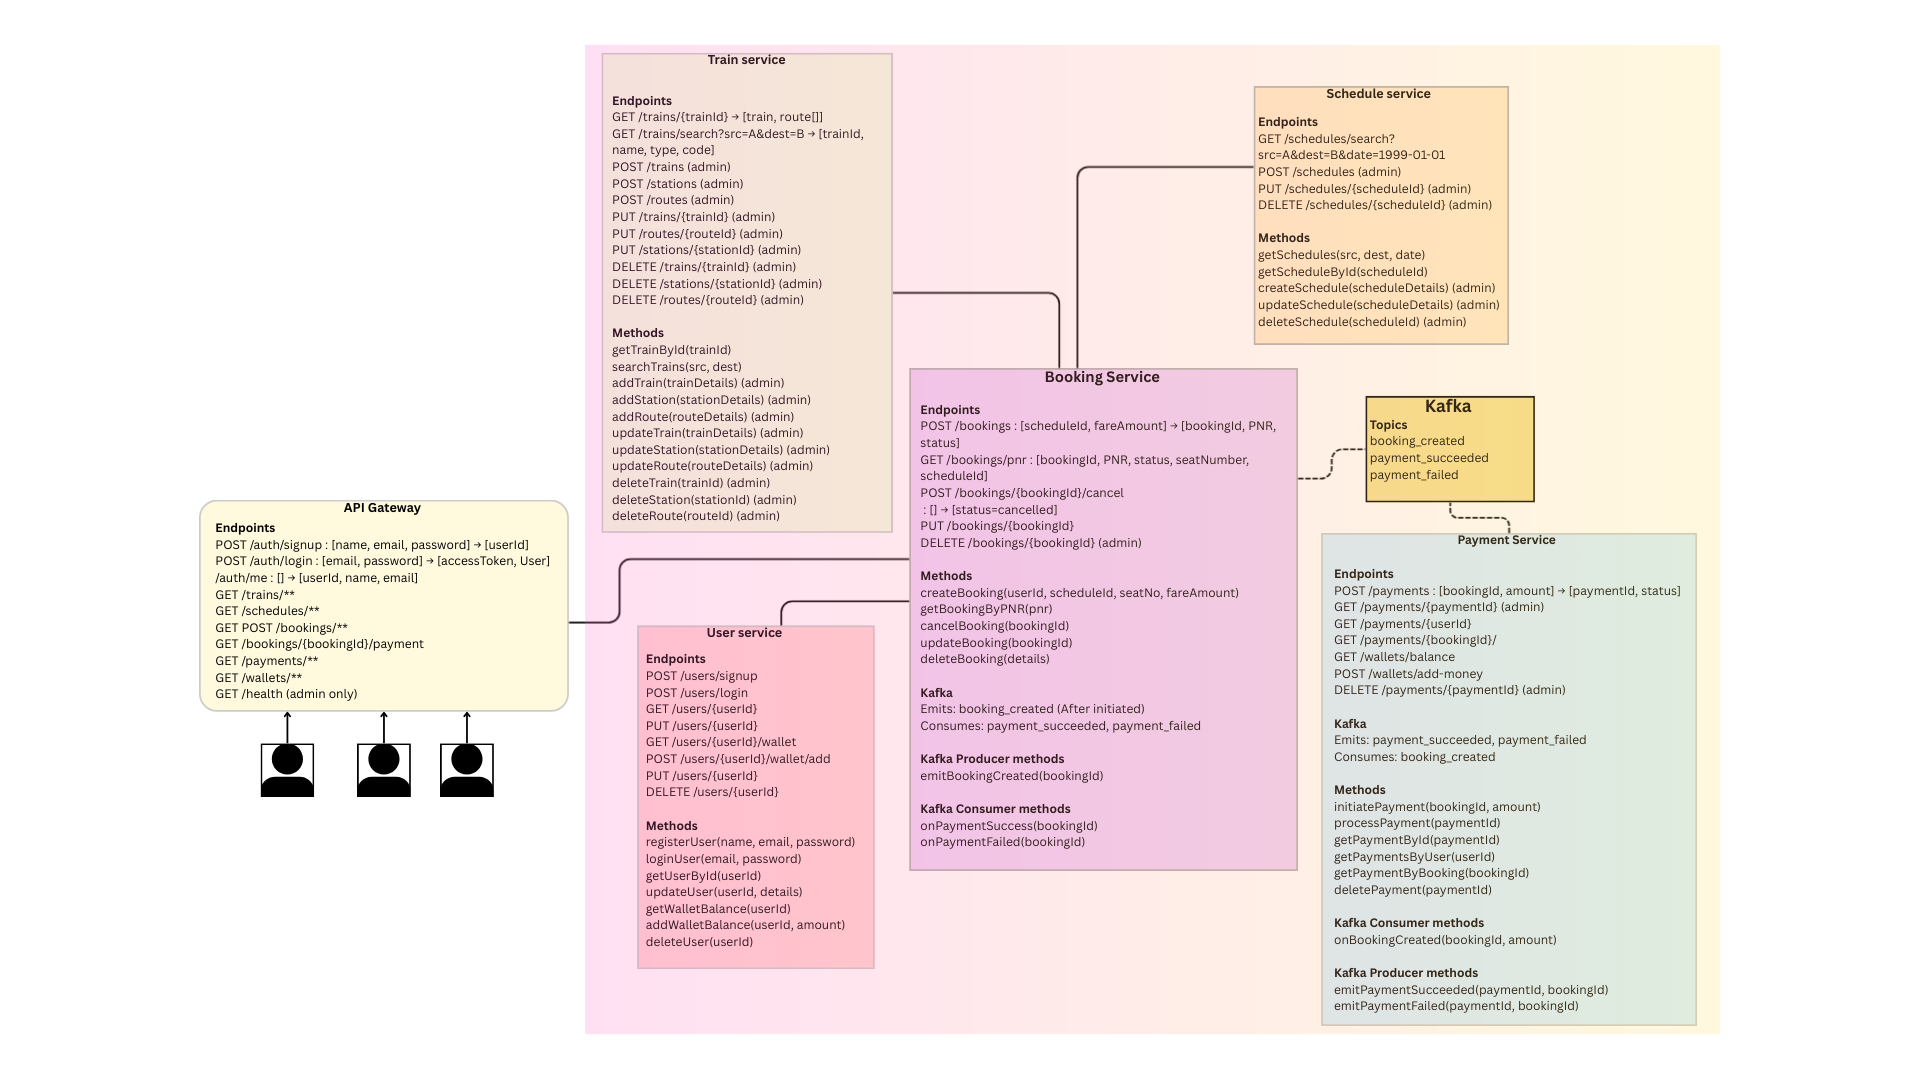 Train service
Endpoints
GET /trains/{trainId} → [train, route[]]
GET /trains/search?src=A&dest=B → [trainId,
name, type, code]
POST /trains (admin)
POST /stations (admin)
POST /routes (admin)
PUT /trains/{trainId} (admin)
PUT /routes/{routeId} (admin)
PUT /stations/{stationId} (admin)
DELETE /trains/{trainId} (admin)
DELETE /stations/{stationId} (admin)
DELETE /routes/{routeId} (admin)
Methods
getTrainById(trainId)
searchTrains(src, dest)
addTrain(trainDetails) (admin)
addStation(stationDetails) (admin)
addRoute(routeDetails) (admin)
updateTrain(trainDetails) (admin)
updateStation(stationDetails) (admin)
updateRoute(routeDetails) (admin)
deleteTrain(trainId) (admin)
deleteStation(stationId) (admin)
deleteRoute(routeId) (admin)
Schedule service
Endpoints
GET /schedules/search?
src=A&dest=B&date=1999-01-01
POST /schedules (admin)
PUT /schedules/{scheduleId} (admin)
DELETE /schedules/{scheduleId} (admin)
Methods
getSchedules(src, dest, date)
getScheduleById(scheduleId)
createSchedule(scheduleDetails) (admin)
updateSchedule(scheduleDetails) (admin)
deleteSchedule(scheduleId) (admin)
Booking Service
Endpoints
POST /bookings : [scheduleId, fareAmount] → [bookingId, PNR,
status]
GET /bookings/pnr : [bookingId, PNR, status, seatNumber,
scheduleId]
POST /bookings/{bookingId}/cancel
: [] → [status=cancelled]
PUT /bookings/{bookingId}
DELETE /bookings/{bookingId} (admin)
Methods
createBooking(userId, scheduleId, seatNo, fareAmount)
getBookingByPNR(pnr)
cancelBooking(bookingId)
updateBooking(bookingId)
deleteBooking(details)
Kafka
Emits: booking_created (After initiated)
Consumes: payment_succeeded, payment_failed
Kafka Producer methods
emitBookingCreated(bookingId)
Kafka Consumer methods
onPaymentSuccess(bookingId)
onPaymentFailed(bookingId)
Kafka
Topics
booking_created
payment_succeeded
payment_failed
API Gateway
Endpoints
POST /auth/signup : [name, email, password] → [userId]
POST /auth/login : [email, password] → [accessToken, User]
/auth/me : [] → [userId, name, email]
GET /trains/**
GET /schedules/**
GET POST /bookings/**
GET /bookings/{bookingId}/payment
GET /payments/**
GET /wallets/**
GET /health (admin only)
User service
Endpoints
POST /users/signup
POST /users/login
GET /users/{userId}
PUT /users/{userId}
GET /users/{userId}/wallet
POST /users/{userId}/wallet/add
PUT /users/{userId}
DELETE /users/{userId}
Methods
registerUser(name, email, password)
loginUser(email, password)
getUserById(userId)
updateUser(userId, details)
getWalletBalance(userId)
addWalletBalance(userId, amount)
deleteUser(userId)
Payment Service
Endpoints
POST /payments : [bookingId, amount] → [paymentId, status]
GET /payments/{paymentId} (admin)
GET /payments/{userId}
GET /payments/{bookingId}/
GET /wallets/balance
POST /wallets/add-money
DELETE /payments/{paymentId} (admin)
Kafka
Emits: payment_succeeded, payment_failed
Consumes: booking_created
Methods
initiatePayment(bookingId, amount)
processPayment(paymentId)
getPaymentById(paymentId)
getPaymentsByUser(userId)
getPaymentByBooking(bookingId)
deletePayment(paymentId)
Kafka Consumer methods
onBookingCreated(bookingId, amount)
Kafka Producer methods
emitPaymentSucceeded(paymentId, bookingId)
emitPaymentFailed(paymentId, bookingId)